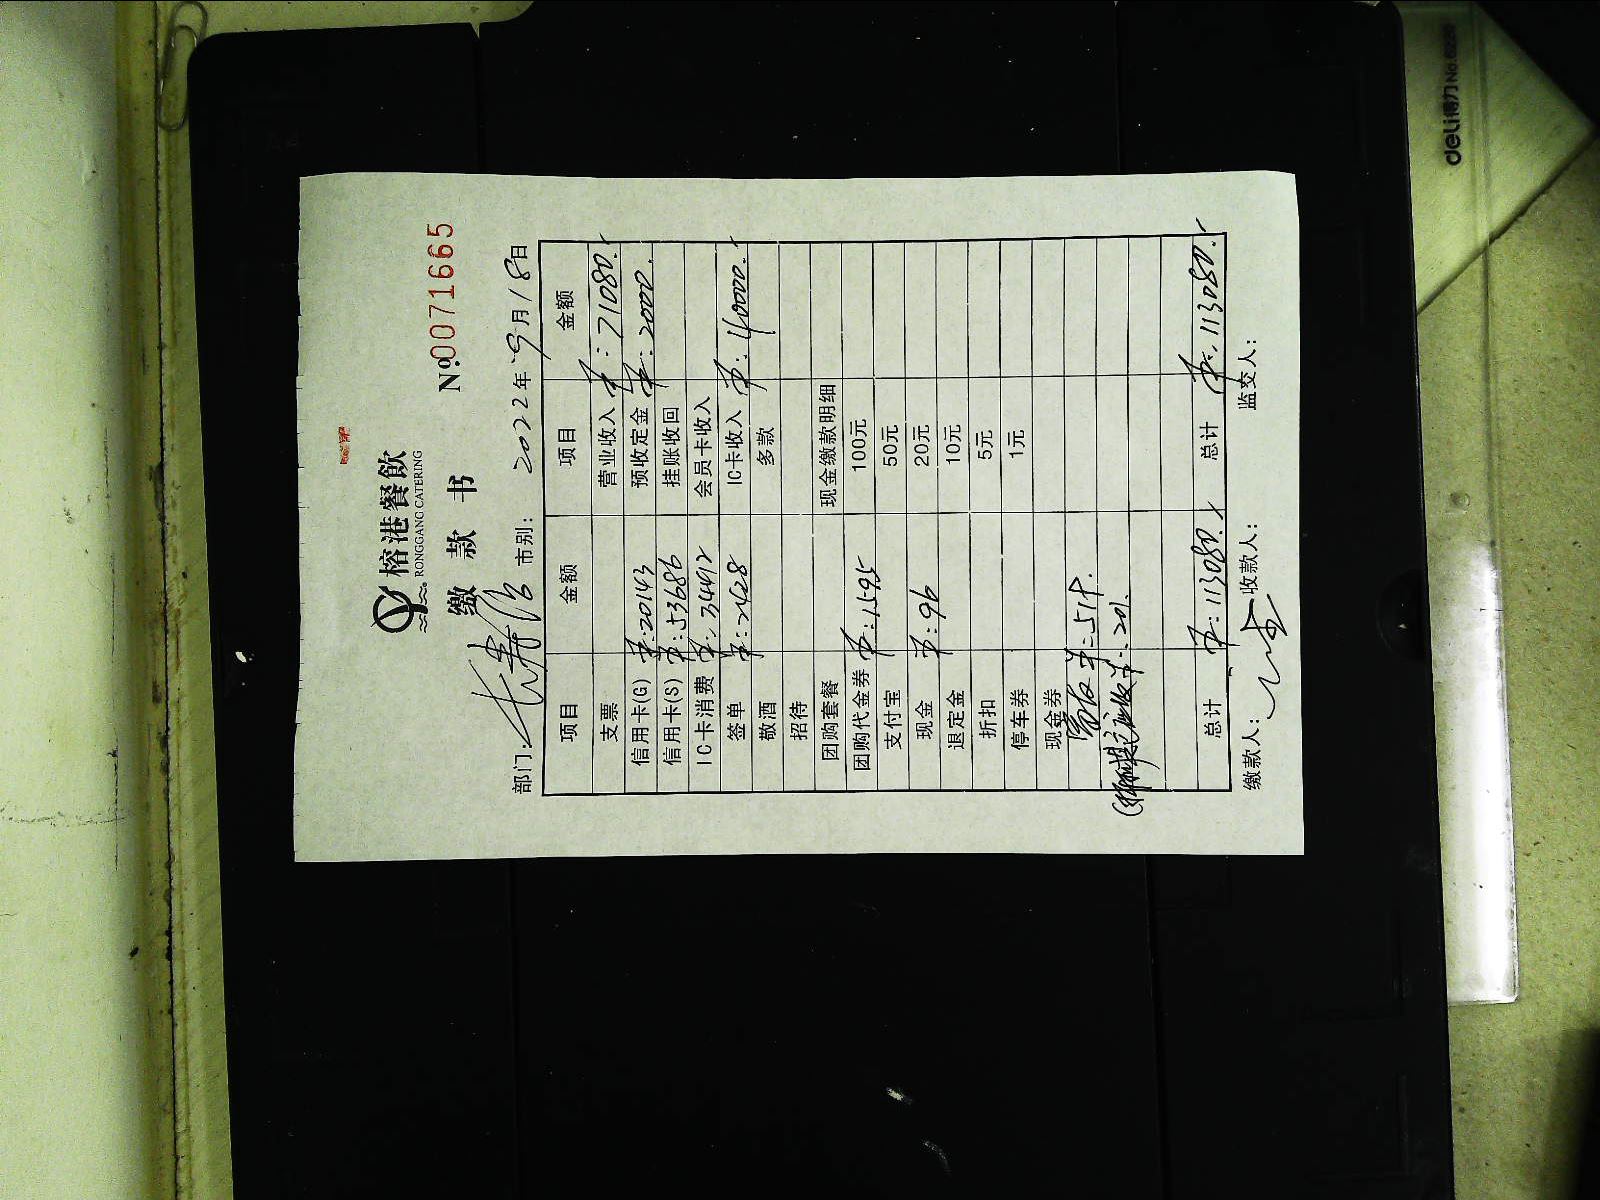 榕港餐飲
RONGGANG CATERING
缴 款 书
№0071665
部门: 市别: 2022年9月18日
项目 金额 项目 金额
支票 营业收入 ¥:71080.
信用卡(G) ¥:20143 预收定金 ¥:2000.
信用卡(S) ¥:53686 挂账收回
IC卡消费 ¥:34412 会员卡收入
签单 ¥:2428 IC卡收入 ¥:40000.
敬酒 多款
招待
团购套餐 现金缴款明细
团购代金券 ¥:1595 100元
支付宝 50元
现金 ¥:96 20元
退定金 10元
折扣 5元
停车券 1元
现金券
¥:519.
¥:201.
总计 ¥:113080. 总计 ¥:113080.
缴款人: 收款人: 监交人:
deli得力 No.6220